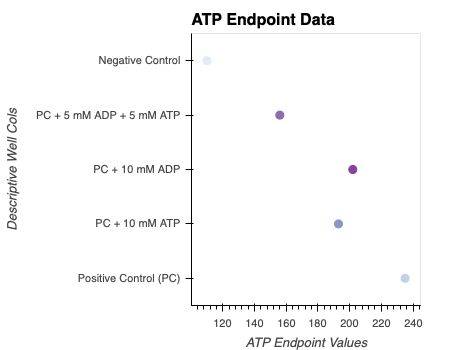 ATP Endpoint Data
Descriptive Well Cols
Negative Control
PC + 5 mM ADP + 5 mM ATP
PC + 10 mM ADP
PC + 10 mM ATP
Positive Control (PC)
120 140 160 180 200 220 240
ATP Endpoint Values